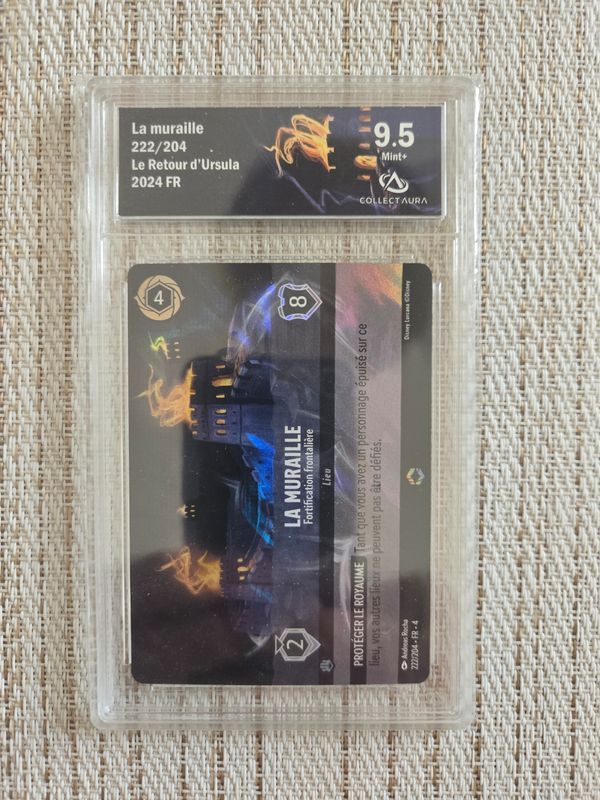 La muraille
222/204
Le Retour d'Ursula
2024 FR
9.5
Mint+
COLLECTAURA
4
8
2
LA MURAILLE
Fortification frontalière
Lieu
PROTÉGER LE ROYAUME Tant que vous avez un personnage épuisé sur ce
lieu, vos autres lieux ne peuvent pas être défiés.
Andreas Rocha
222/204 • FR • 4
Disney Lorcana ©Disney